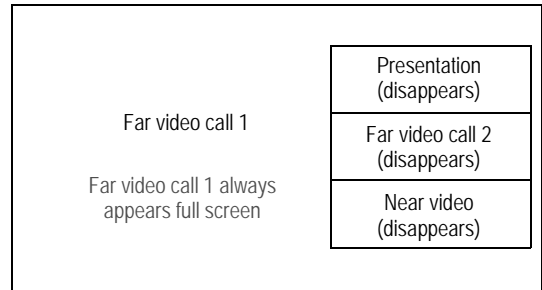 Far video call 1
Far video call 1 always
appears full screen
Presentation
(disappears)
Far video call 2
(disappears)
Near video
(disappears)